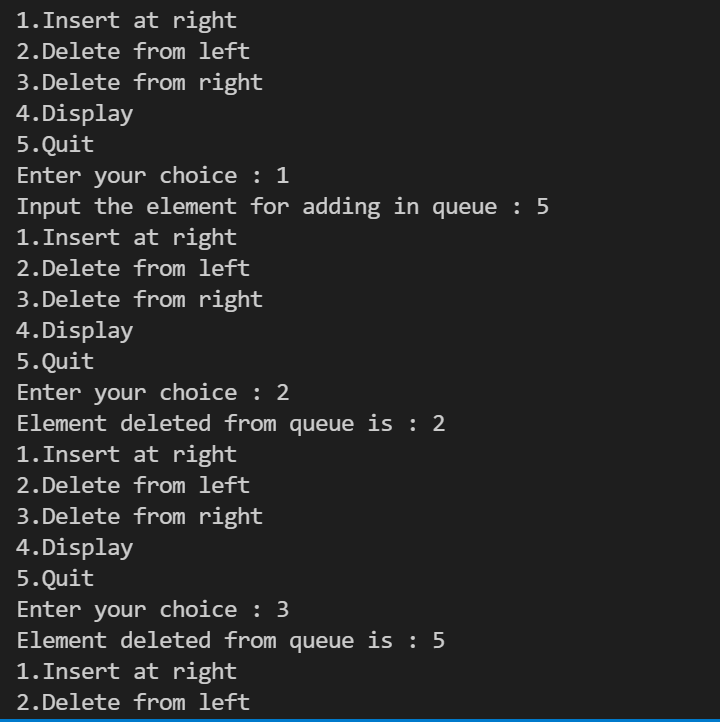 1.Insert at right
2.Delete from left
3.Delete from right
4.Display
5.Quit
Enter your choice : 1
Input the element for adding in queue : 5
1.Insert at right
2.Delete from left
3.Delete from right
4.Display
5.Quit
Enter your choice : 2
Element deleted from queue is : 2
1.Insert at right
2.Delete from left
3.Delete from right
4.Display
5.Quit
Enter your choice : 3
Element deleted from queue is : 5
1.Insert at right
2.Delete from left